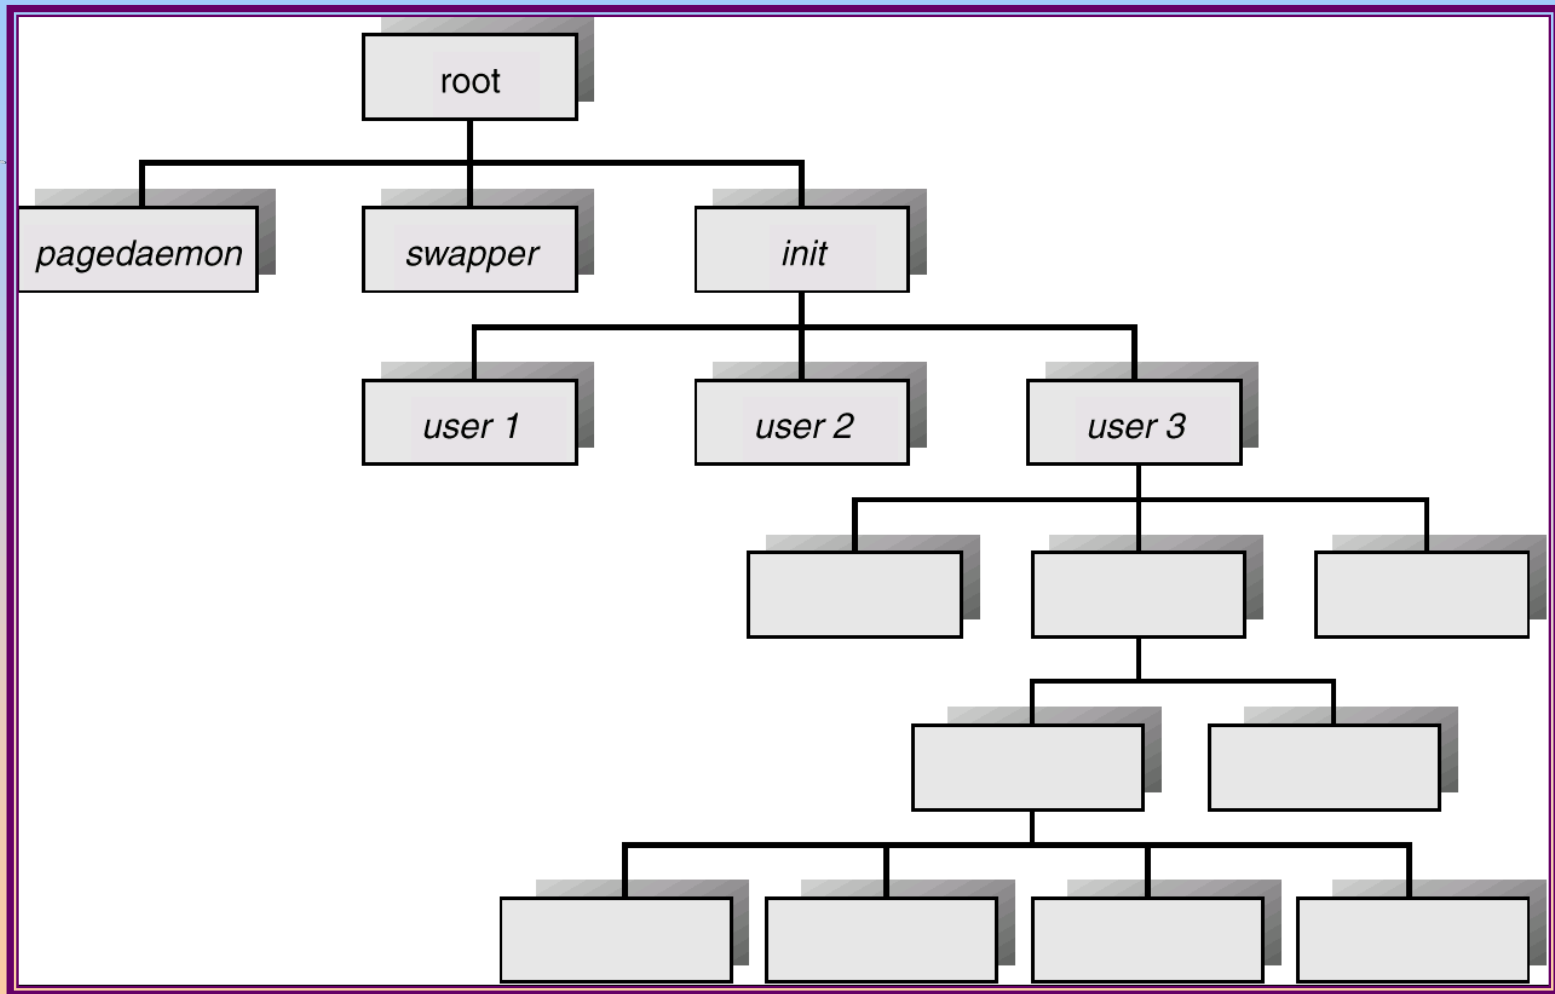 root
pagedaemon
swapper
init
user 1
user 2
user 3